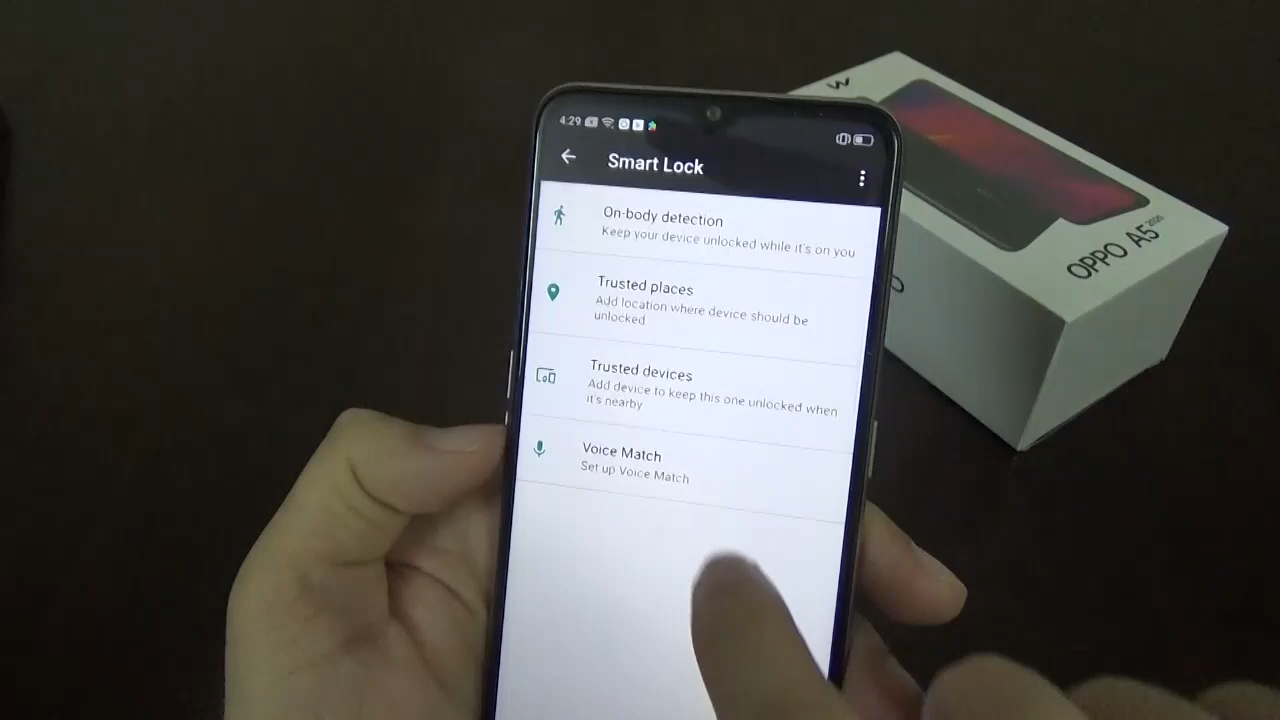 4:29
Smart Lock
On-body detection
Keep your device unlocked while it's on you
Trusted places
Add location where device should be
unlocked
Trusted devices
Add device to keep this one unlocked when
it's nearby
Voice Match
Set up Voice Match
OPPO A5 2020